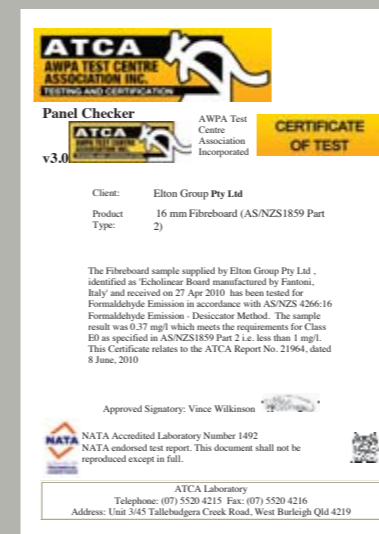 ATCA
AWPA TEST CENTRE
ASSOCIATION INC.
TESTING AND CERTIFICATION
Panel Checker
v3.0
ATCA
AWPA TEST CENTRE
ASSOCIATION INC.
AWPA Test
Centre
Association
Incorporated
CERTIFICATE
OF TEST
Client: Elton Group Pty Ltd
Product Type: 16 mm Fibreboard (AS/NZS1859 Part 2)
The Fibreboard sample supplied by Elton Group Pty Ltd ,
identified as 'Echolinear Board manufactured by Fantoni,
Italy' and received on 27 Apr 2010 has been tested for
Formaldehyde Emission in accordance with AS/NZS 4266:16
Formaldehyde Emission - Desiccator Method. The sample
result was 0.37 mg/l which meets the requirements for Class
E0 as specified in AS/NZS1859 Part 2 i.e. less than 1 mg/l.
This Certificate relates to the ATCA Report No. 21964, dated
8 June, 2010
Approved Signatory: Vince Wilkinson
NATA
NATA Accredited Laboratory Number 1492
NATA endorsed test report. This document shall not be
reproduced except in full.
ATCA Laboratory
Telephone: (07) 5520 4215 Fax: (07) 5520 4216
Address: Unit 3/45 Tallebudgera Creek Road, West Burleigh Qld 4219